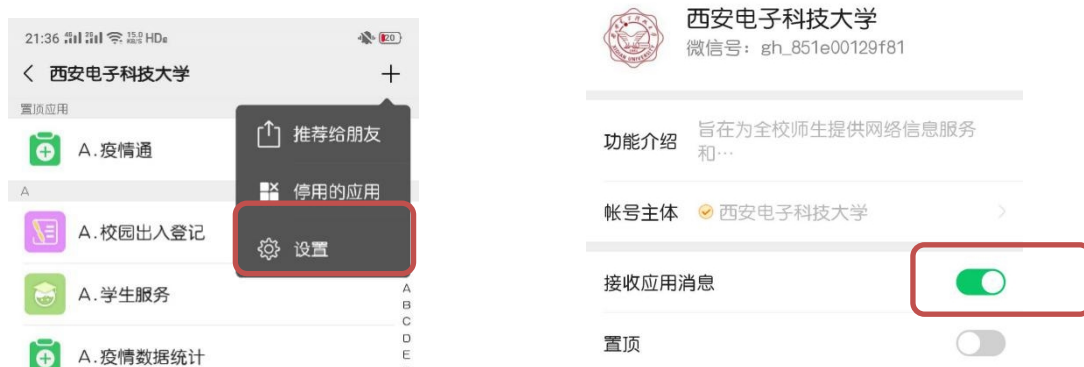 21:36 HD
20
西安电子科技大学
置顶应用
A.疫情通
A
A.校园出入登记
A.学生服务
A.疫情数据统计
推荐给朋友
停用的应用
设置
A
B
C
D
E
西安电子科技大学
微信号：gh_851e00129f81
功能介绍 旨在为全校师生提供网络信息服务
和…
帐号主体 西安电子科技大学
接收应用消息
置顶